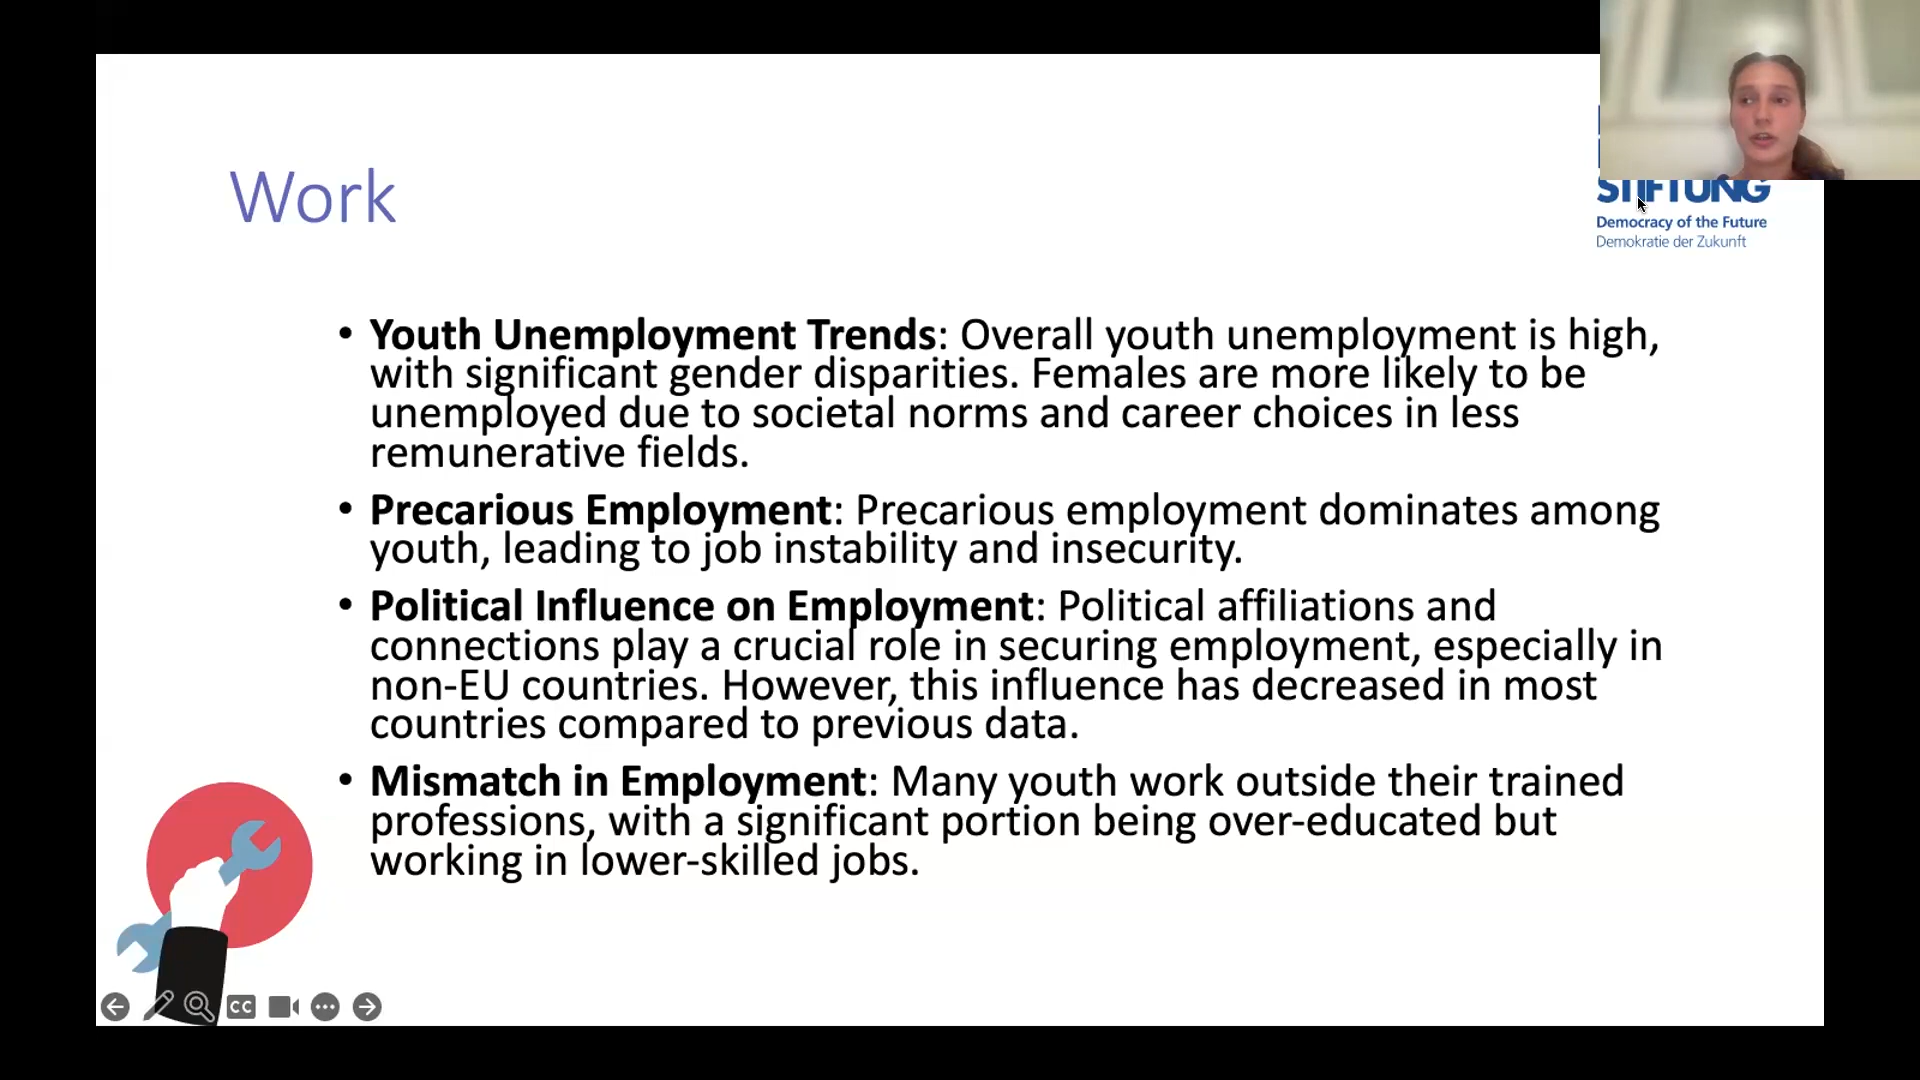 Work
STIFTUNG
Democracy of the Future
Demokratie der Zukunft
• Youth Unemployment Trends: Overall youth unemployment is high,
with significant gender disparities. Females are more likely to be
unemployed due to societal norms and career choices in less
remunerative fields.
• Precarious Employment: Precarious employment dominates among
youth, leading to job instability and insecurity.
• Political Influence on Employment: Political affiliations and
connections play a crucial role in securing employment, especially in
non-EU countries. However, this influence has decreased in most
countries compared to previous data.
• Mismatch in Employment: Many youth work outside their trained
professions, with a significant portion being over-educated but
working in lower-skilled jobs.
CC